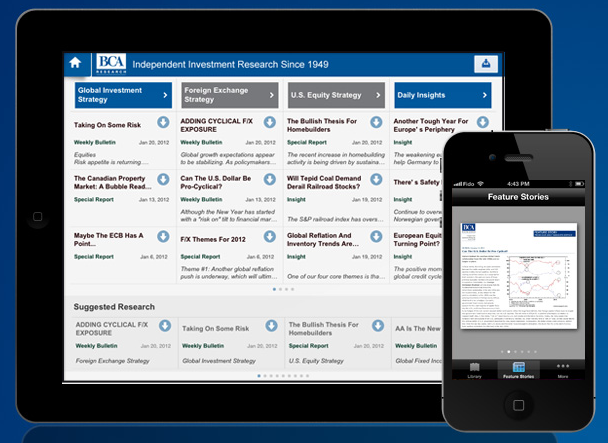 BCA
RESEARCH
Independent Investment Research Since 1949
Global Investment
Strategy
Foreign Exchange
Strategy
U.S. Equity Strategy
Daily Insights
Taking On Some Risk
Weekly Bulletin Jan 20, 2012
Equities
Risk appetite is returning....
ADDING CYCLICAL F/X
EXPOSURE
Weekly Bulletin Jan 20, 2012
Global growth expectations appear
to be stabilizing. As policymakers...
The Bullish Thesis For
Homebuilders
Special Report Jan 20, 2012
The recent increase in homebuilding
activity is being driven by sustaina...
Another Tough Year For
Europe's Periphery
Insight
The weakening e
help Germany to
The Canadian Property
Market: A Bubble Read...
Special Report Jan 13, 2012
Can The U.S. Dollar Be
Pro-Cyclical?
Weekly Bulletin Jan 13, 2012
Although the New Year has started
with a "risk on" tilt to financial mar...
Will Tepid Coal Demand
Derail Railroad Stocks?
Insight Jan 19, 2012
The S&P railroad index has overs...
There's Safety
Insight
Continue to overw
Norwegian gover
Maybe The ECB Has A
Point...
Special Report Jan 6, 2012
F/X Themes For 2012
Special Report Jan 6, 2012
Theme #1: Another global reflation
push is underway, which will ultim...
Global Reflation And
Inventory Trends Are...
Insight Jan 19, 2012
One of our four core themes is tha...
European Equit
Turning Point?
Insight
The positive mom
global credit cycle
Suggested Research
ADDING CYCLICAL F/X
EXPOSURE
Weekly Bulletin Jan 20, 2012
Foreign Exchange Strategy
Taking On Some Risk
Weekly Bulletin Jan 20, 2012
Global Investment Strategy
The Bullish Thesis For
Homebuilders
Special Report Jan 20, 2012
U.S. Equity Strategy
AA Is The New
Weekly Bulletin
Global Fixed Inco
Fido 4:43 PM
Feature Stories
Library Feature Stories More